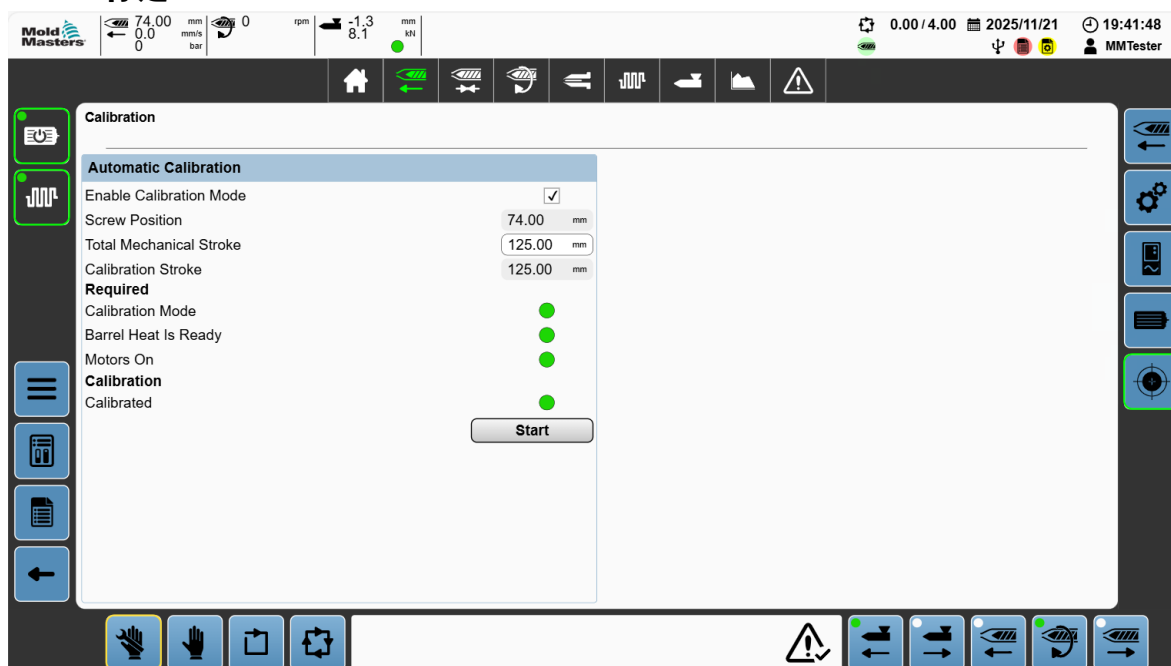 Mold
Masters
74.00 mm
0.0 mm/s
0 bar
0 rpm
-1.3 mm
8.1 kN
0.00 / 4.00
2025/11/21
19:41:48
MMTester
Calibration
Automatic Calibration
Enable Calibration Mode
Screw Position 74.00 mm
Total Mechanical Stroke 125.00 mm
Calibration Stroke 125.00 mm
Required
Calibration Mode
Barrel Heat Is Ready
Motors On
Calibration
Calibrated
Start